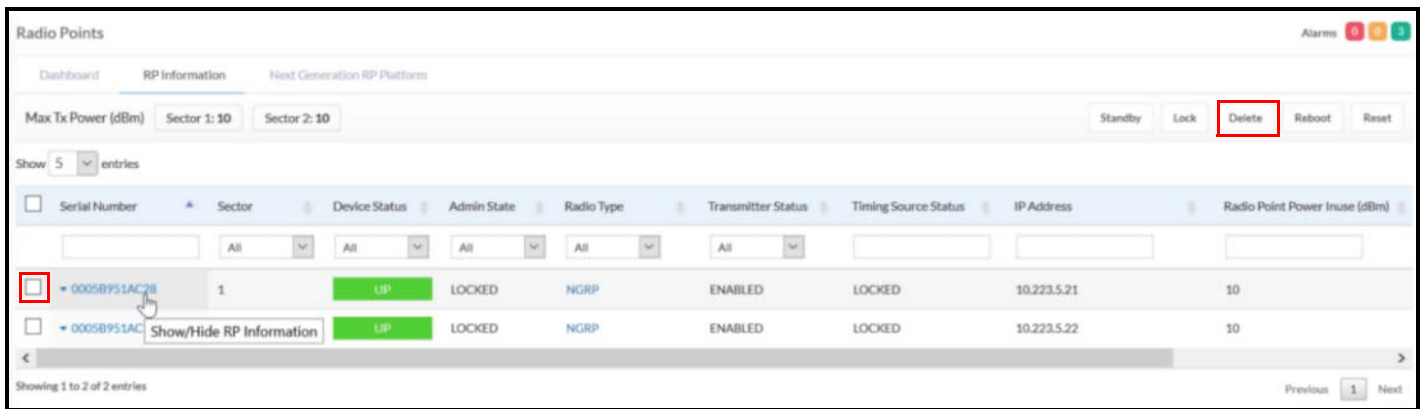 Radio Points
Alarms 0 0 3
Dashboard RP Information Next Generation RP Platform
Max Tx Power (dBm) Sector 1: 10 Sector 2: 10 Standby Lock Delete Reboot Reset
Show 5 entries
Serial Number Sector Device Status Admin State Radio Type Transmitter Status Timing Source Status IP Address Radio Point Power Inuse (dBm)
All All All All All
0005B951AC28 1 UP LOCKED NGRP ENABLED LOCKED 10.223.5.21 10
0005B951AC UP LOCKED NGRP ENABLED LOCKED 10.223.5.22 10
Show/Hide RP Information
Showing 1 to 2 of 2 entries
Previous 1 Next